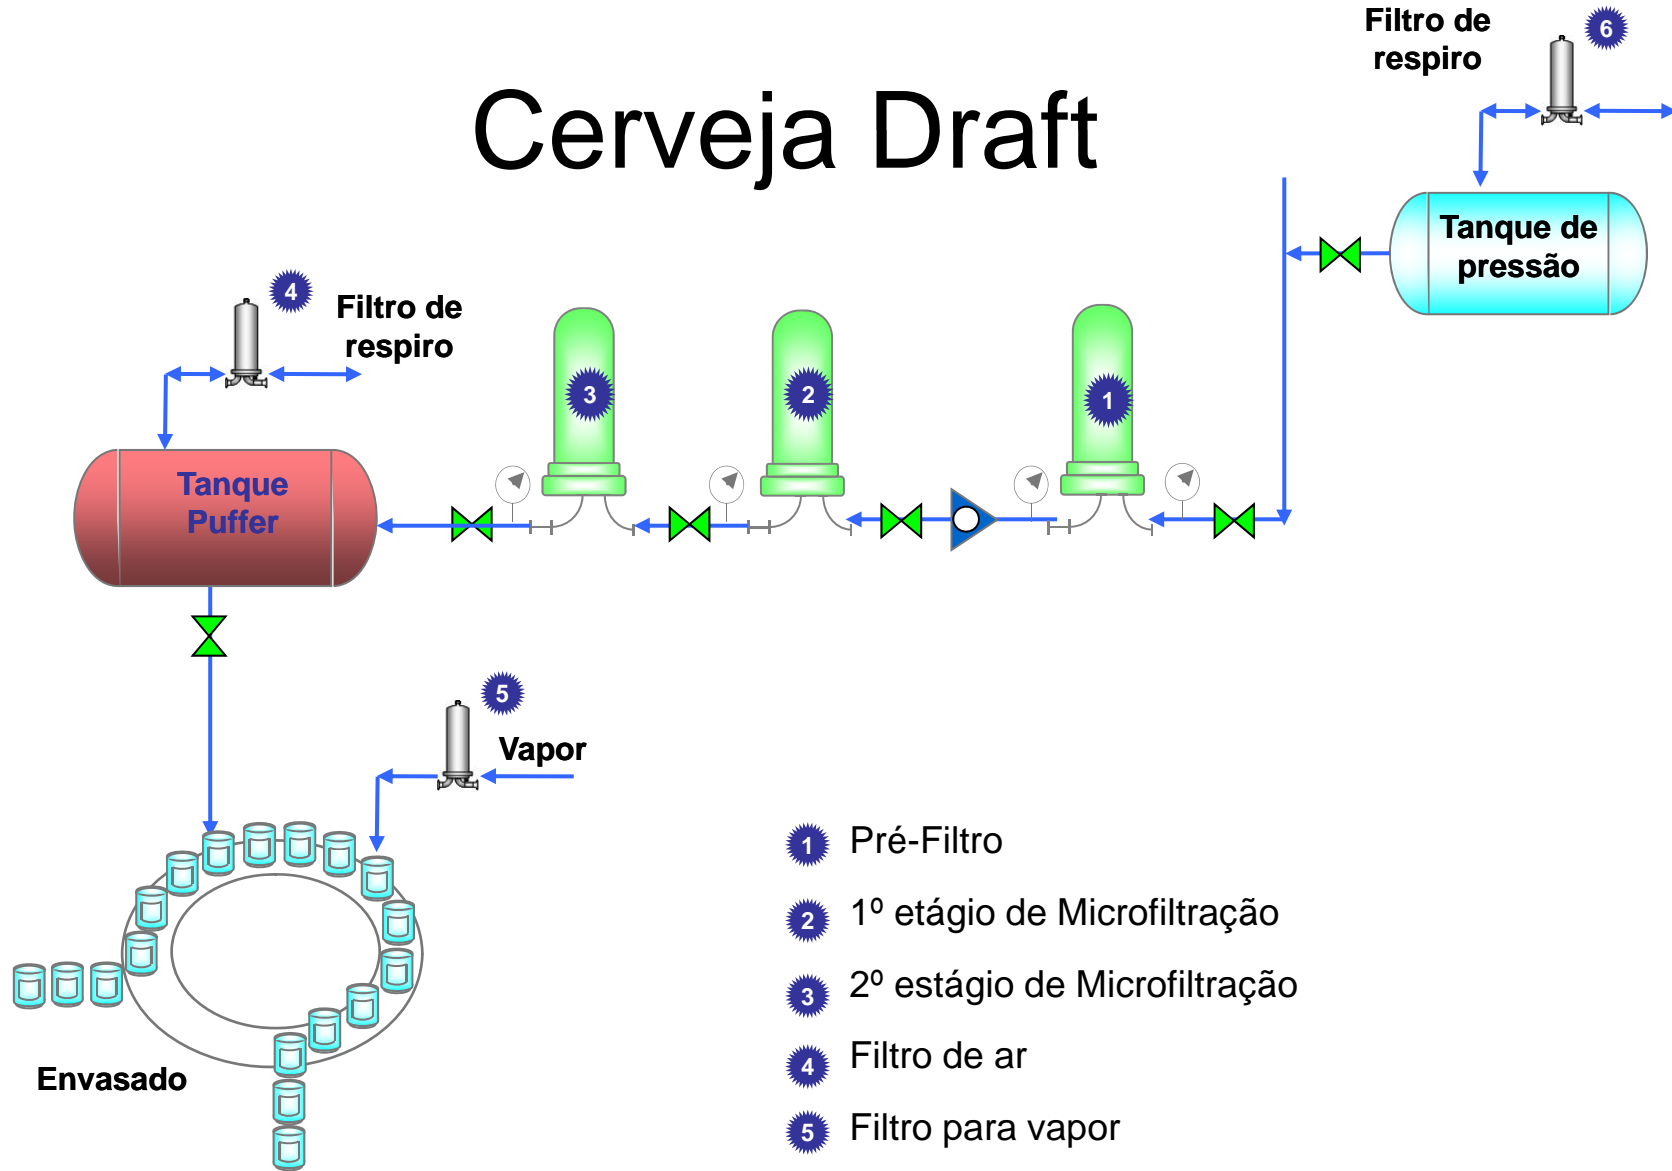 Filtro de
respiro
6
Cerveja Draft
Tanque de
pressão
4
Filtro de
respiro
3
2
1
Tanque
Puffer
5
Vapor
Envasado
1 Pré-Filtro
2 1º etágio de Microfiltração
3 2º estágio de Microfiltração
4 Filtro de ar
5 Filtro para vapor